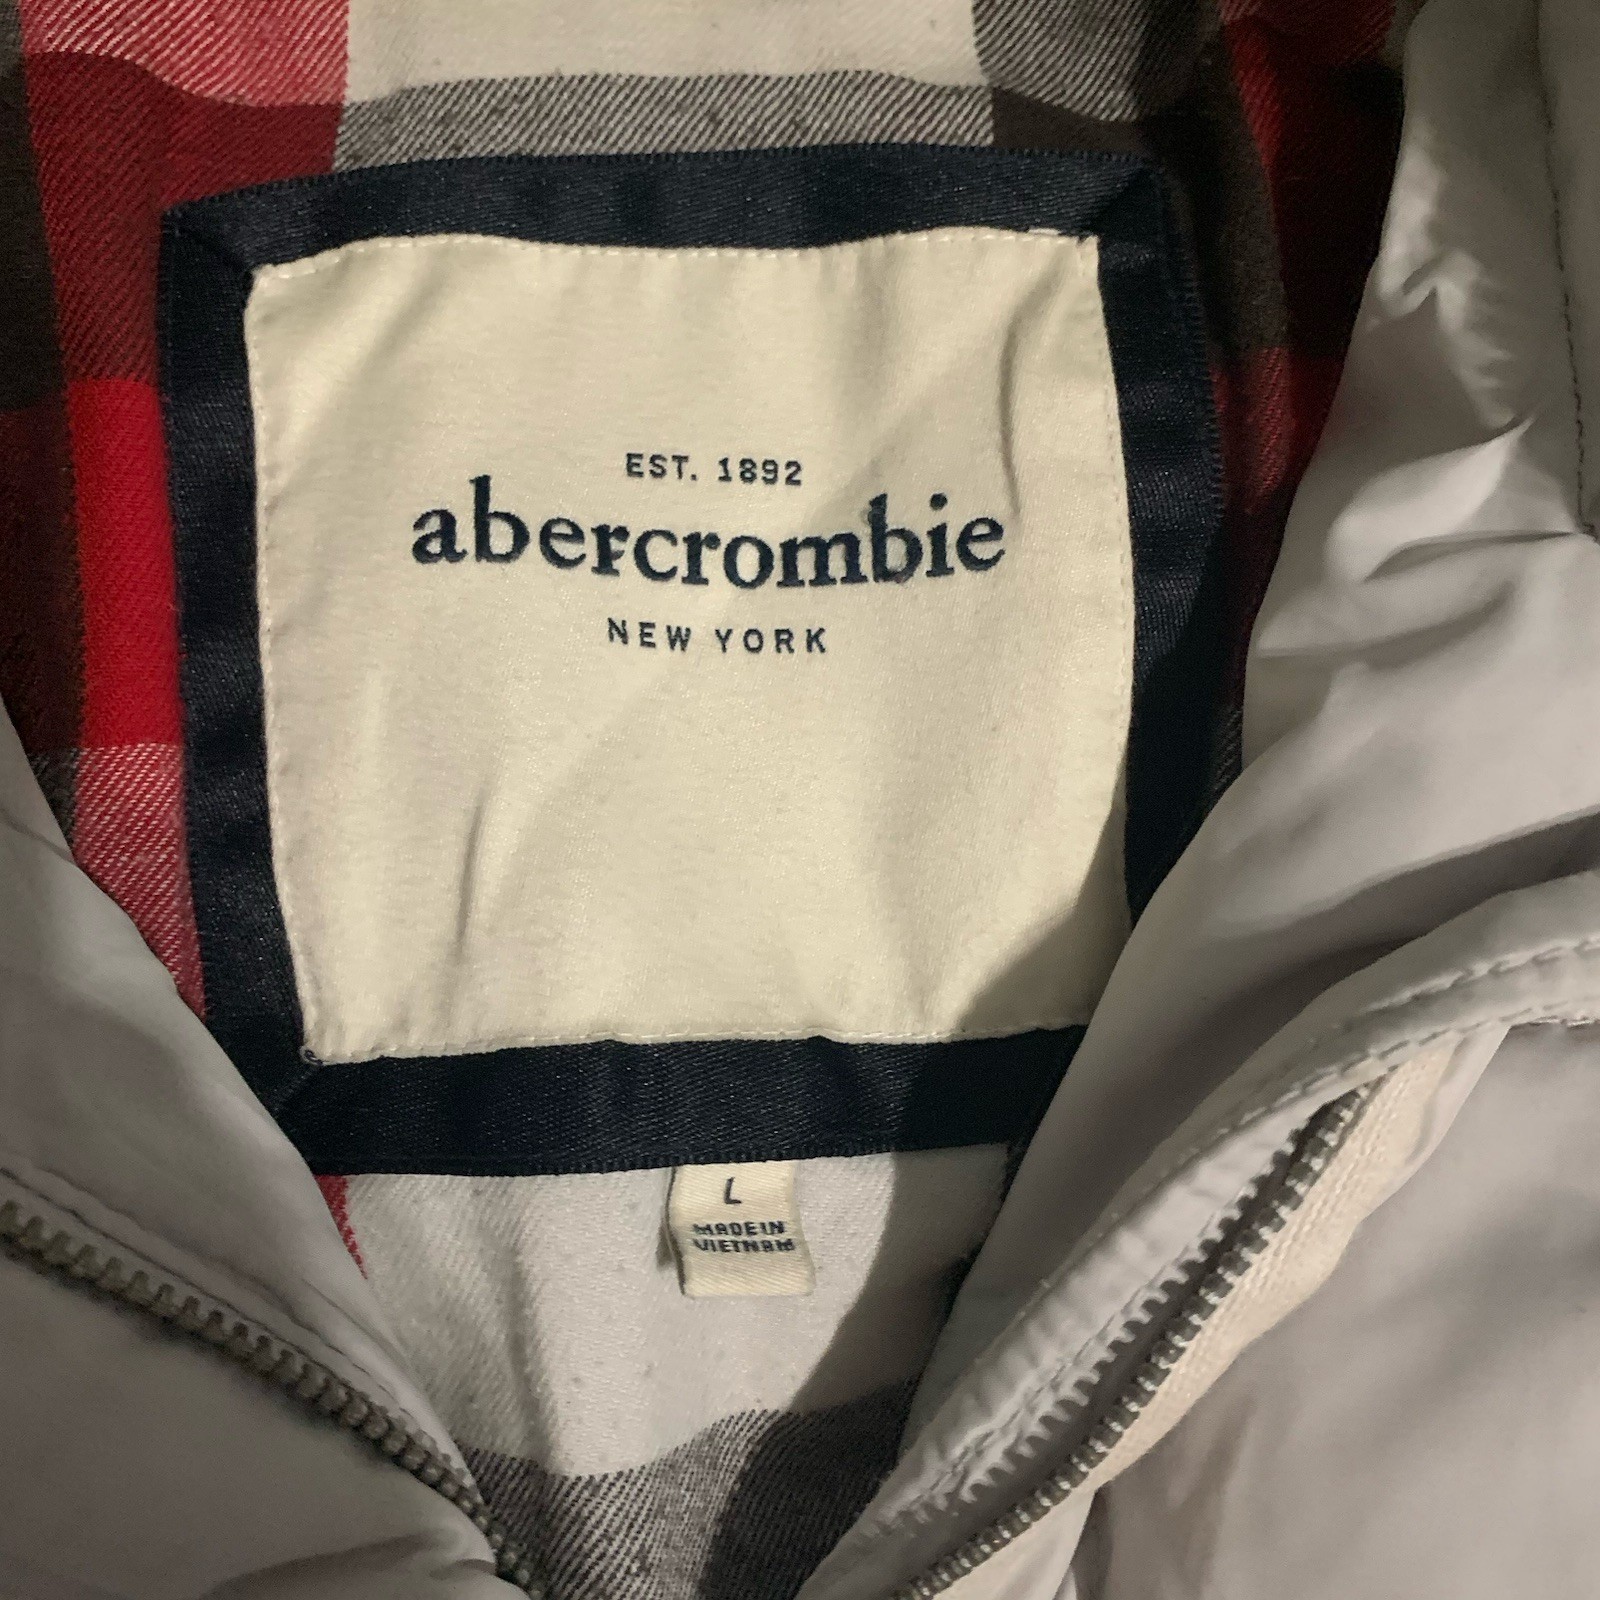 EST. 1892
abercrombie
NEW YORK
L
MADE IN
VIETNAM